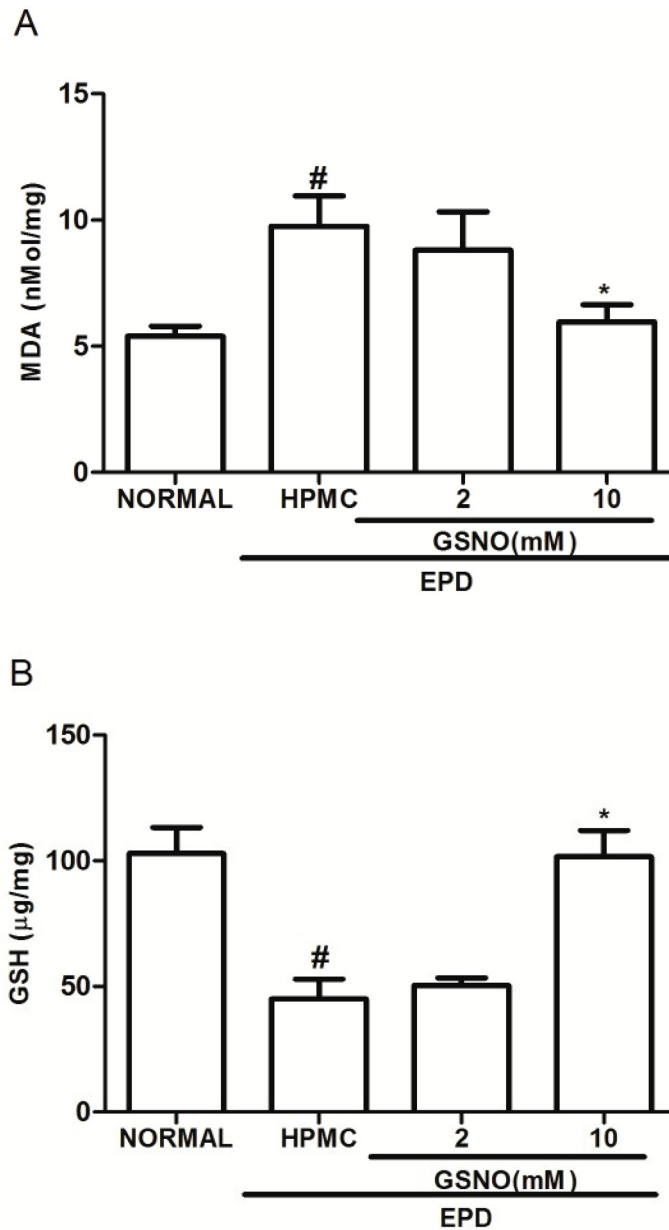 A
15
10
5
0
MDA (nMol/mg)
#
*
NORMAL HPMC 2 10
GSNO(mM)
EPD
B
150
100
50
0
GSH (μg/mg)
#
*
NORMAL HPMC 2 10
GSNO(mM)
EPD